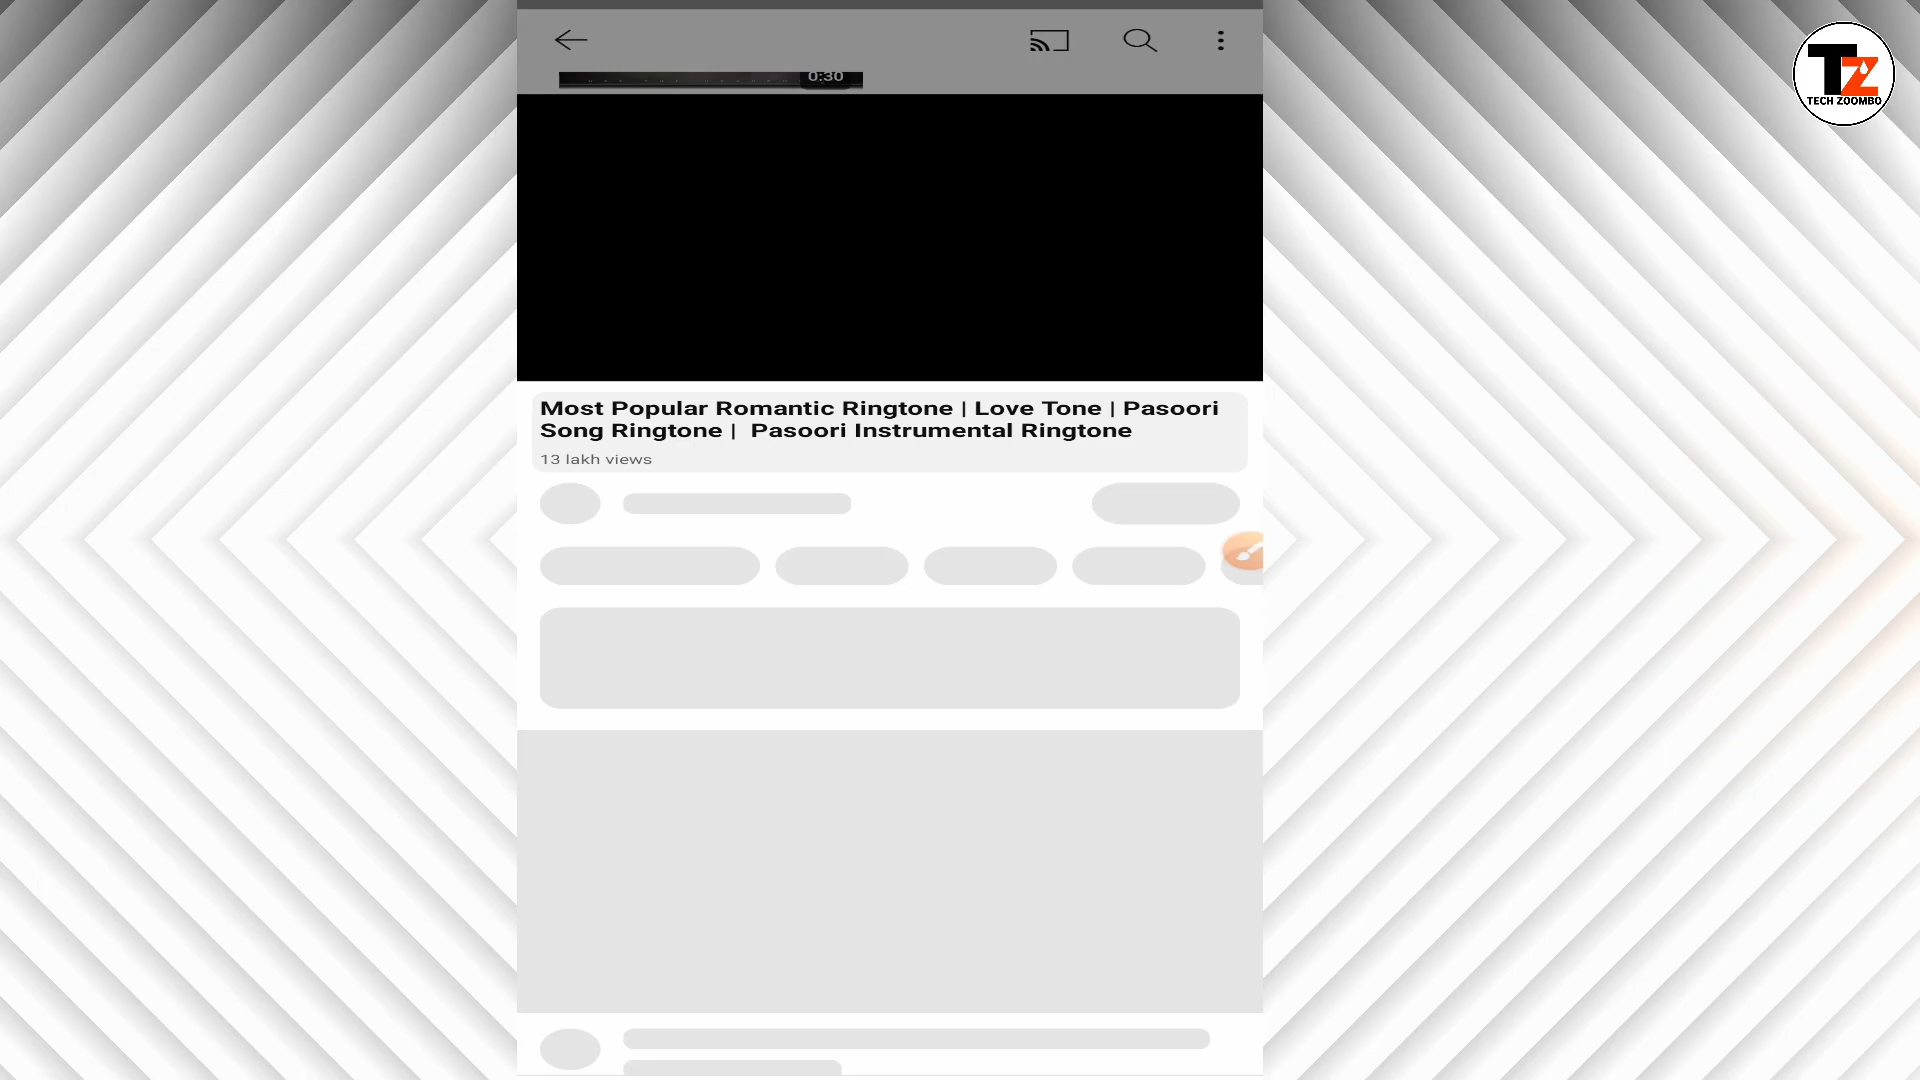 TZ
TECH ZOOMBO
0:30
Most Popular Romantic Ringtone | Love Tone | Pasoori
Song Ringtone | Pasoori Instrumental Ringtone
13 lakh views